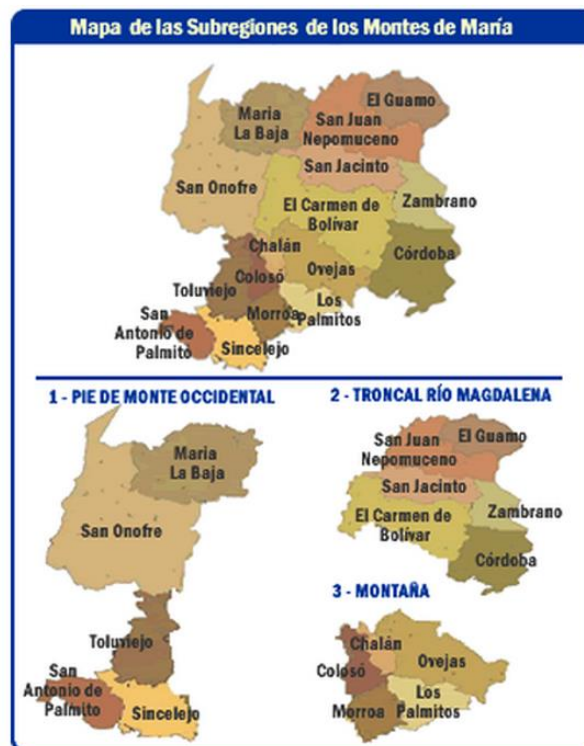 Mapa de las Subregiones de los Montes de María
El Guamo
Maria
La Baja
San Juan
Nepomuceno
San Jacinto
San Onofre
Zambrano
El Carmen de
Bolívar
Chalán
Córdoba
Colosó
Ovejas
Toluviejo
Los
Palmitos
San
Antonio de
Palmito
Morroa
Sincelejo
1 - PIE DE MONTE OCCIDENTAL
Maria
La Baja
San Onofre
Toluviejo
San
Antonio de
Palmito
Sincelejo
2 - TRONCAL RÍO MAGDALENA
El Guamo
San Juan
Nepomuceno
San Jacinto
Zambrano
El Carmen de
Bolívar
Córdoba
3 - MONTAÑA
Chalán
Colosó
Ovejas
Los
Palmitos
Morroa